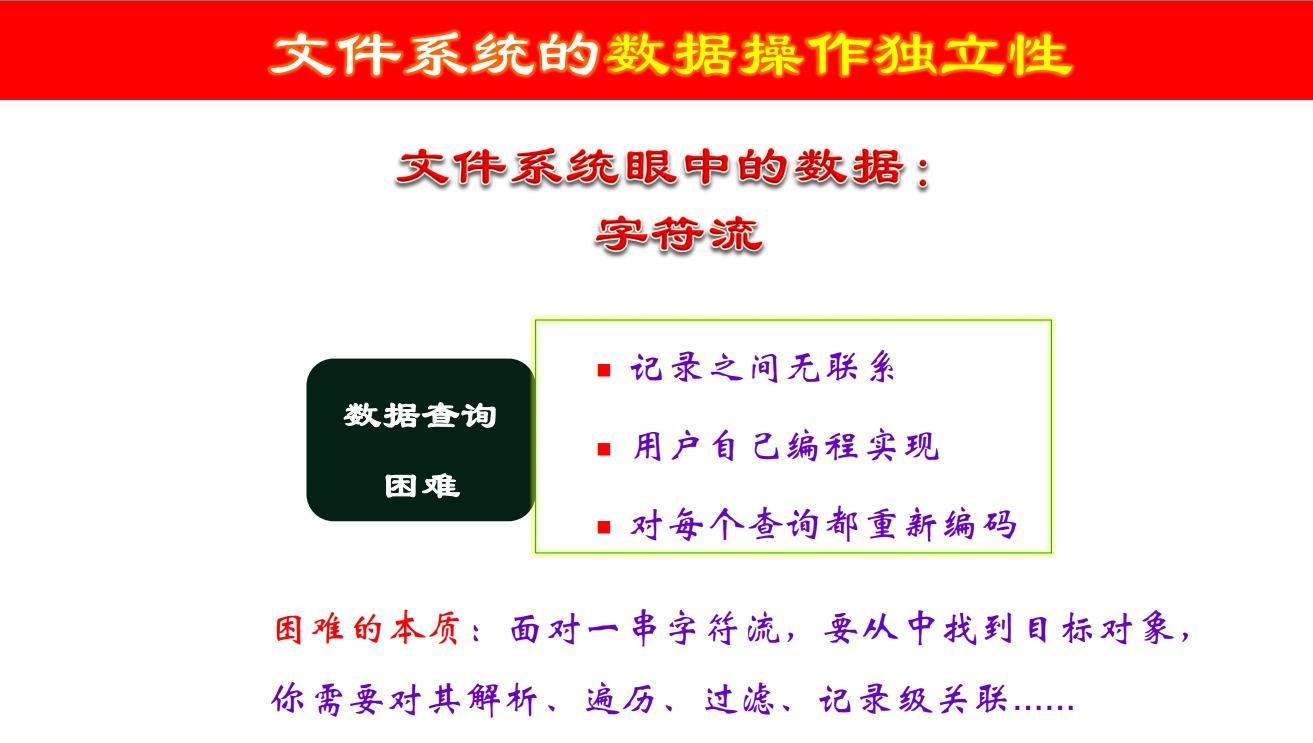 文件系统的数据操作独立性
文件系统眼中的数据：
字符流
数据查询
困难
记录之间无联系
用户自己编程实现
对每个查询都重新编码
困难的本质：面对一串字符流，要从中找到目标对象，
你需要对其解析、遍历、过滤、记录级关联......